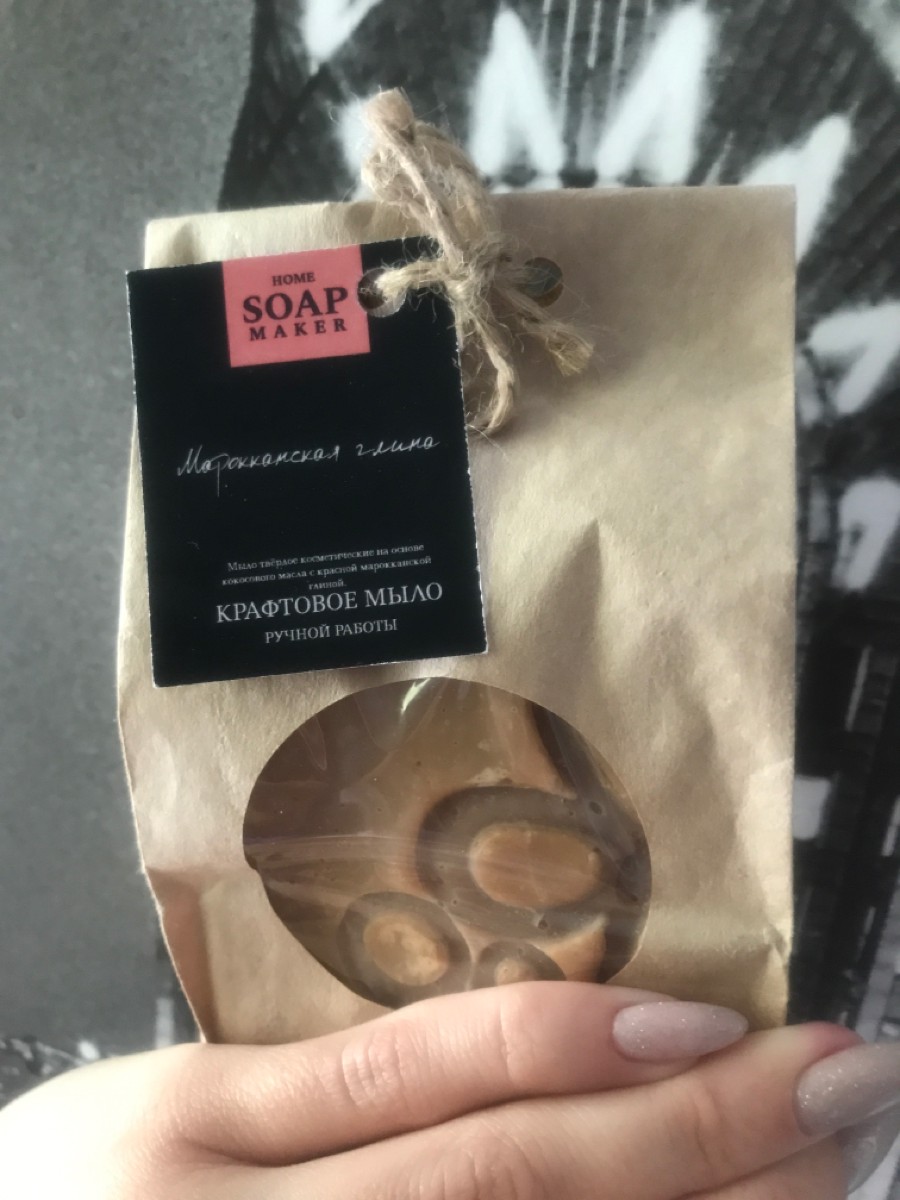 HOME
SOAP
MAKER
Марокканская глина
Мыло твёрдое косметические на основе
кокосового масла с красной марокканской
глиной.
КРАФТОВОЕ МЫЛО
РУЧНОЙ РАБОТЫ